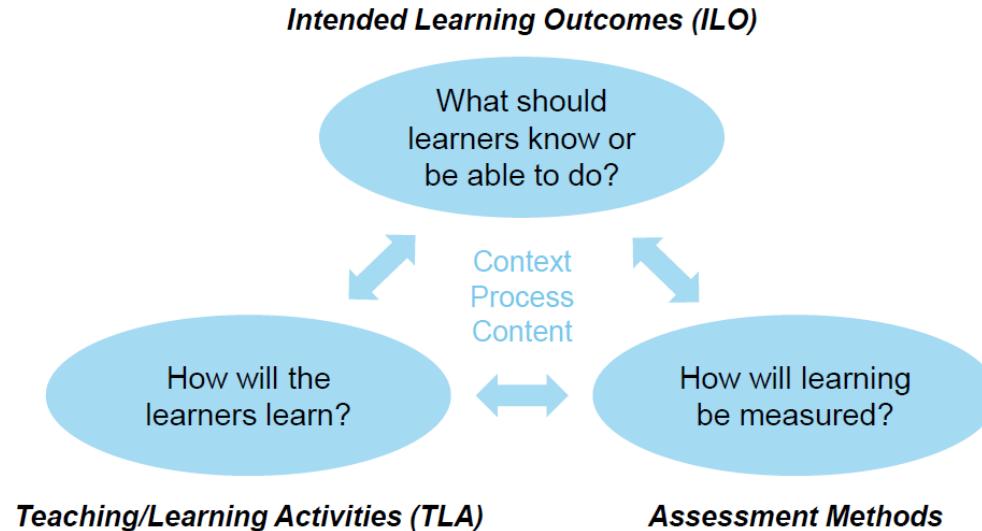 Intended Learning Outcomes (ILO)
What should
learners know or
be able to do?
Context
Process
Content
How will the
learners learn?
How will learning
be measured?
Teaching/Learning Activities (TLA)
Assessment Methods